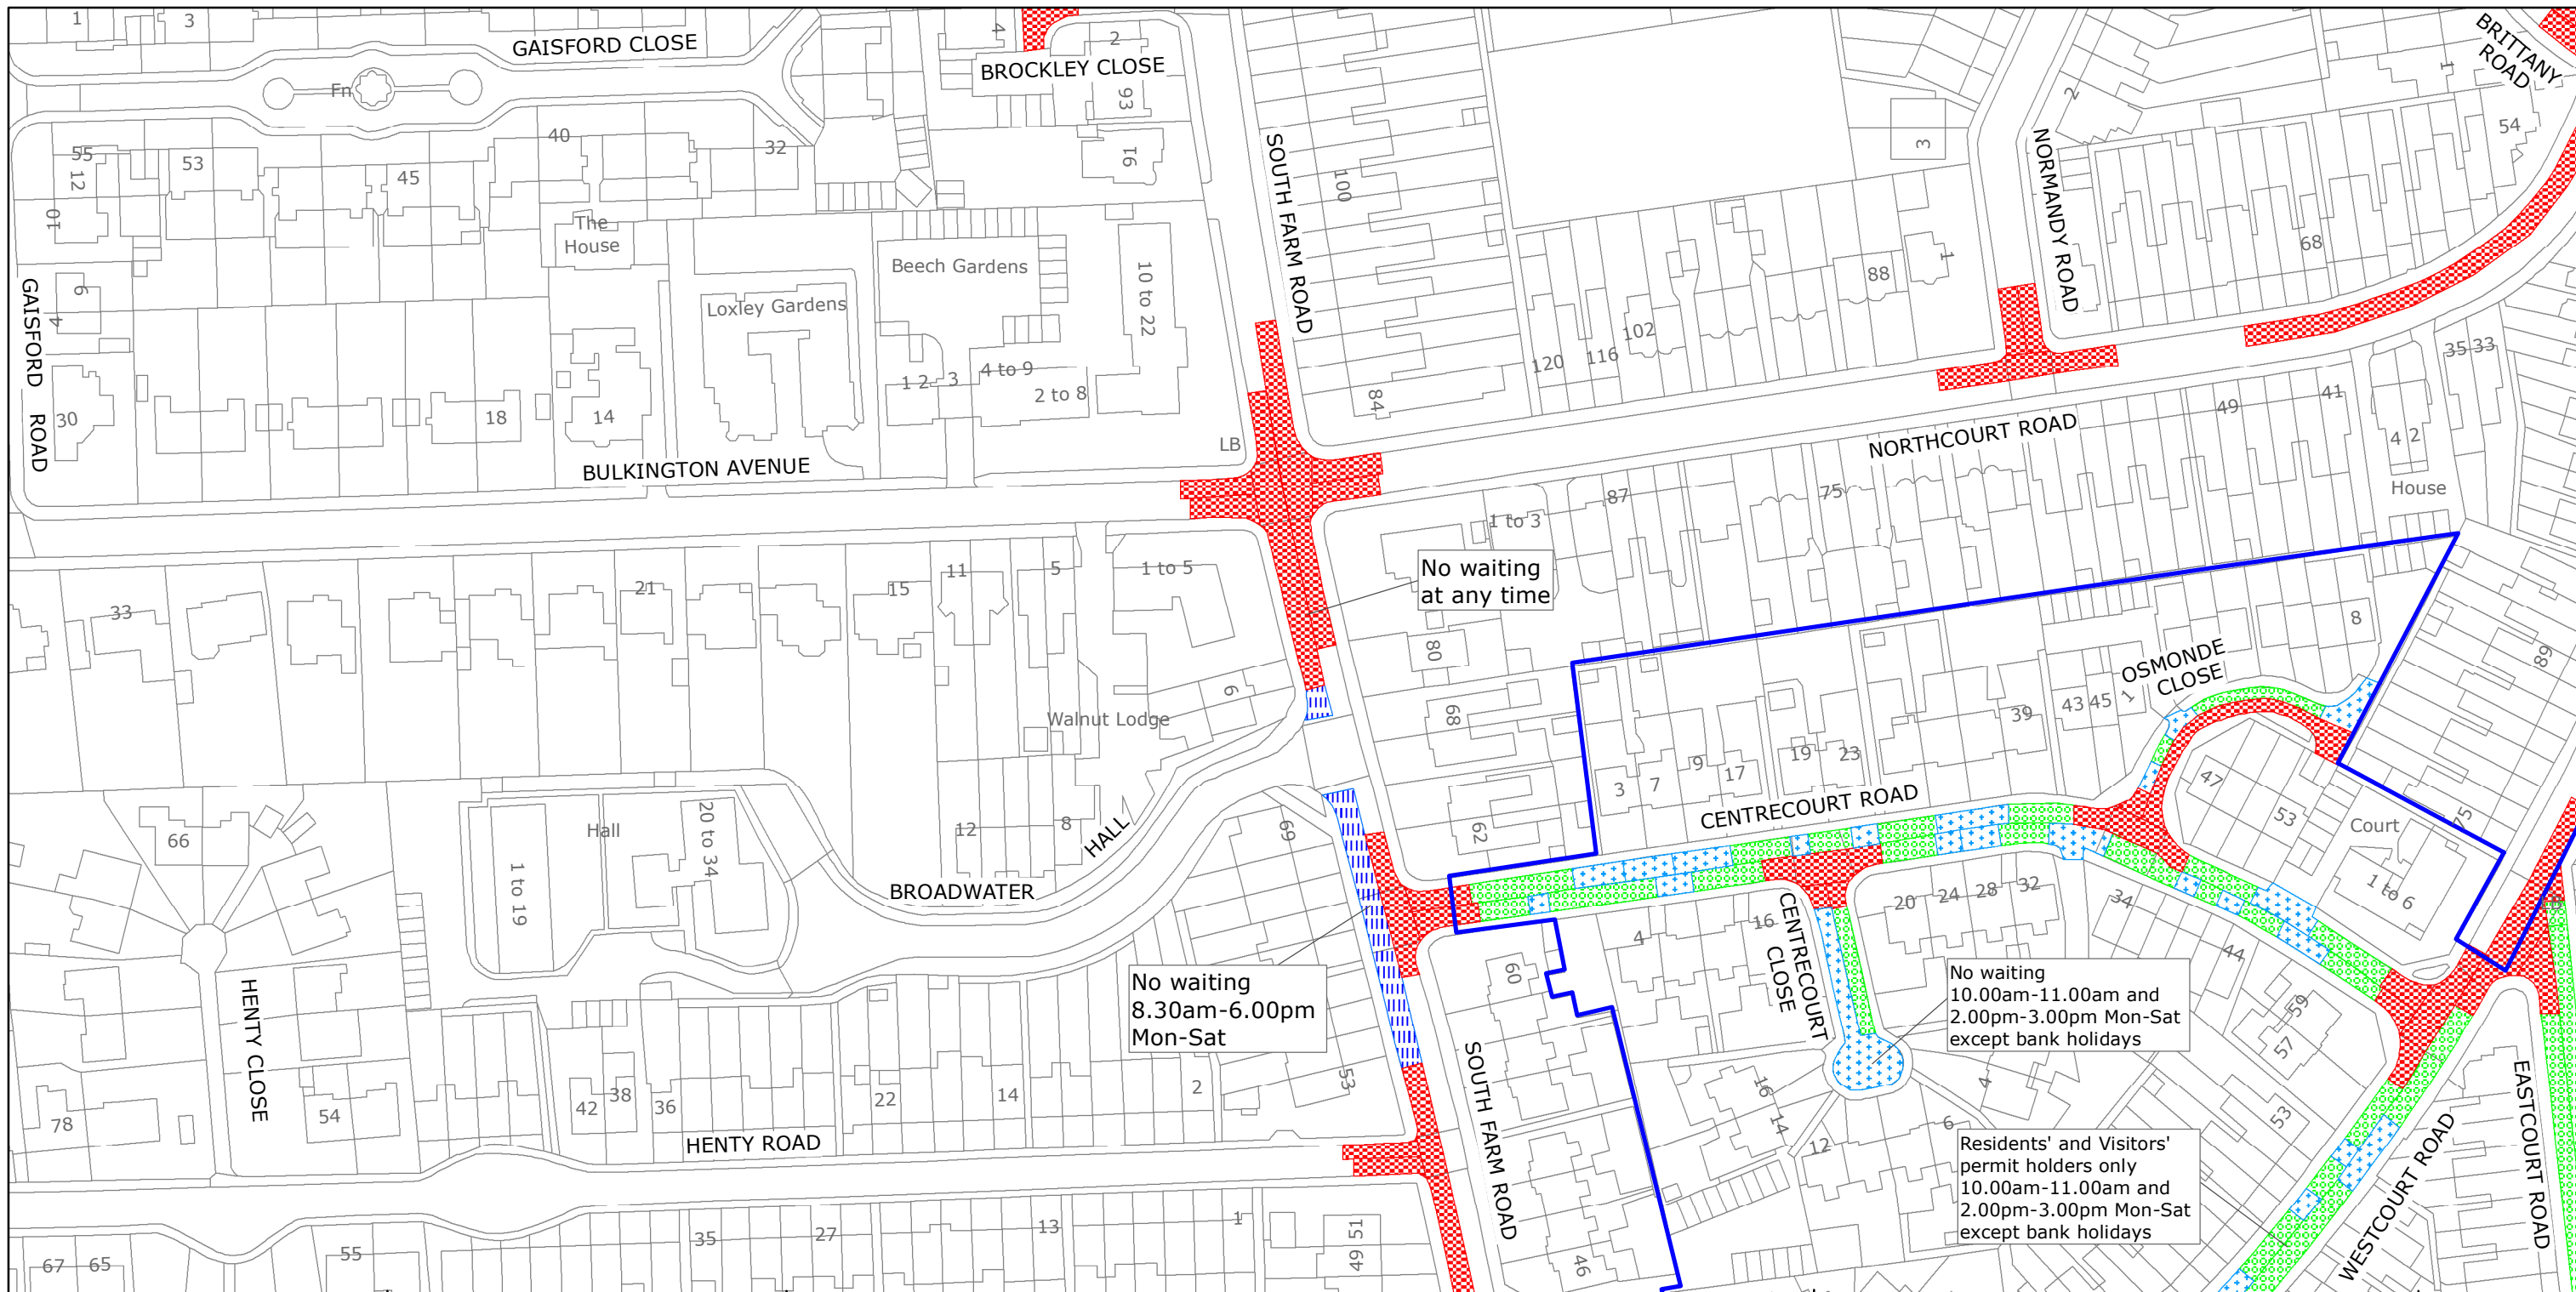 1
3
GAISFORD CLOSE
4
2
BROCKLEY CLOSE
93
91
Fn
40
32
55
12
53
45
10
The
House
Beech Gardens
10 to 22
Loxley Gardens
6
4
GAISFORD ROAD
30
18
14
1 2
3
4 to 9
2 to 8
LB
BULKINGTON AVENUE
SOUTH FARM ROAD
100
84
120
116
102
88
1
3
2
NORMANDY ROAD
BRITTANY
ROAD
1
54
68
NORTHCOURT ROAD
49
41
35
33
4 2
House
87
75
1 to 3
No waiting
at any time
33
21
15
11
5
1 to 5
6
Walnut Lodge
80
68
62
OSMONDE
CLOSE
8
89
43
45
1
39
3
7
9
17
19
23
CENTRECOURT ROAD
47
53
Court
75
1 to 6
66
Hall
1 to 19
20 to 34
12
8
HALL
BROADWATER
69
No waiting
8.30am-6.00pm
Mon-Sat
HENTY CLOSE
78
54
42
38
36
22
14
2
53
HENTY ROAD
60
4
16
CENTRECOURT
CLOSE
20
24
28
32
34
44
59
57
53
No waiting
10.00am-11.00am and
2.00pm-3.00pm Mon-Sat
except bank holidays
SOUTH FARM ROAD
16
14
12
4
6
Residents' and Visitors'
permit holders only
10.00am-11.00am and
2.00pm-3.00pm Mon-Sat
except bank holidays
WESTCOURT ROAD
EASTCOURT ROAD
67
65
55
35
27
13
1
49 51
46